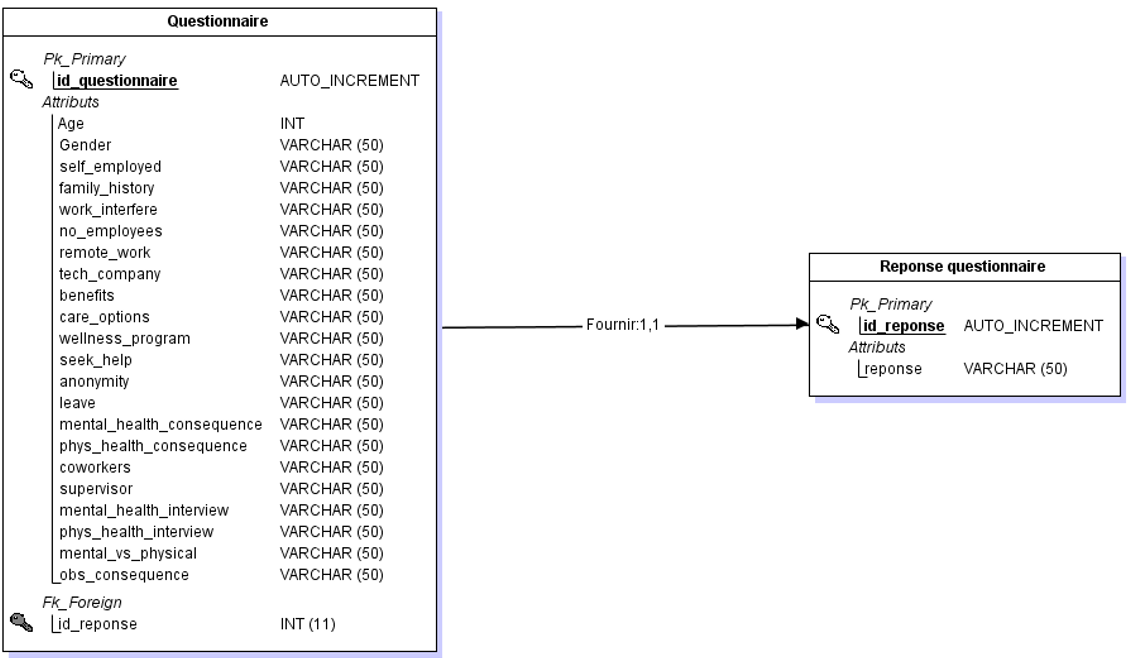 Questionnaire
Pk_Primary
id_questionnaire AUTO_INCREMENT
Attributs
Age INT
Gender VARCHAR (50)
self_employed VARCHAR (50)
family_history VARCHAR (50)
work_interfere VARCHAR (50)
no_employees VARCHAR (50)
remote_work VARCHAR (50)
tech_company VARCHAR (50)
benefits VARCHAR (50)
care_options VARCHAR (50)
wellness_program VARCHAR (50)
seek_help VARCHAR (50)
anonymity VARCHAR (50)
leave VARCHAR (50)
mental_health_consequence VARCHAR (50)
phys_health_consequence VARCHAR (50)
coworkers VARCHAR (50)
supervisor VARCHAR (50)
mental_health_interview VARCHAR (50)
phys_health_interview VARCHAR (50)
mental_vs_physical VARCHAR (50)
obs_consequence VARCHAR (50)
Fk_Foreign
id_reponse INT (11)
Fournir:1,1
Reponse questionnaire
Pk_Primary
id_reponse AUTO_INCREMENT
Attributs
reponse VARCHAR (50)